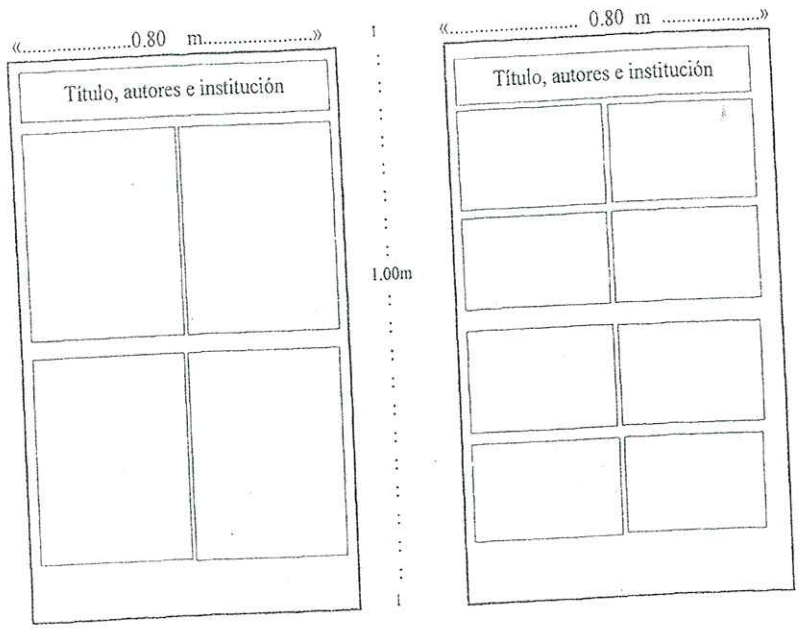 «......................0.80 m......................»
Título, autores e institución
1.00m
«........................... 0.80 m ....................»
Título, autores e institución